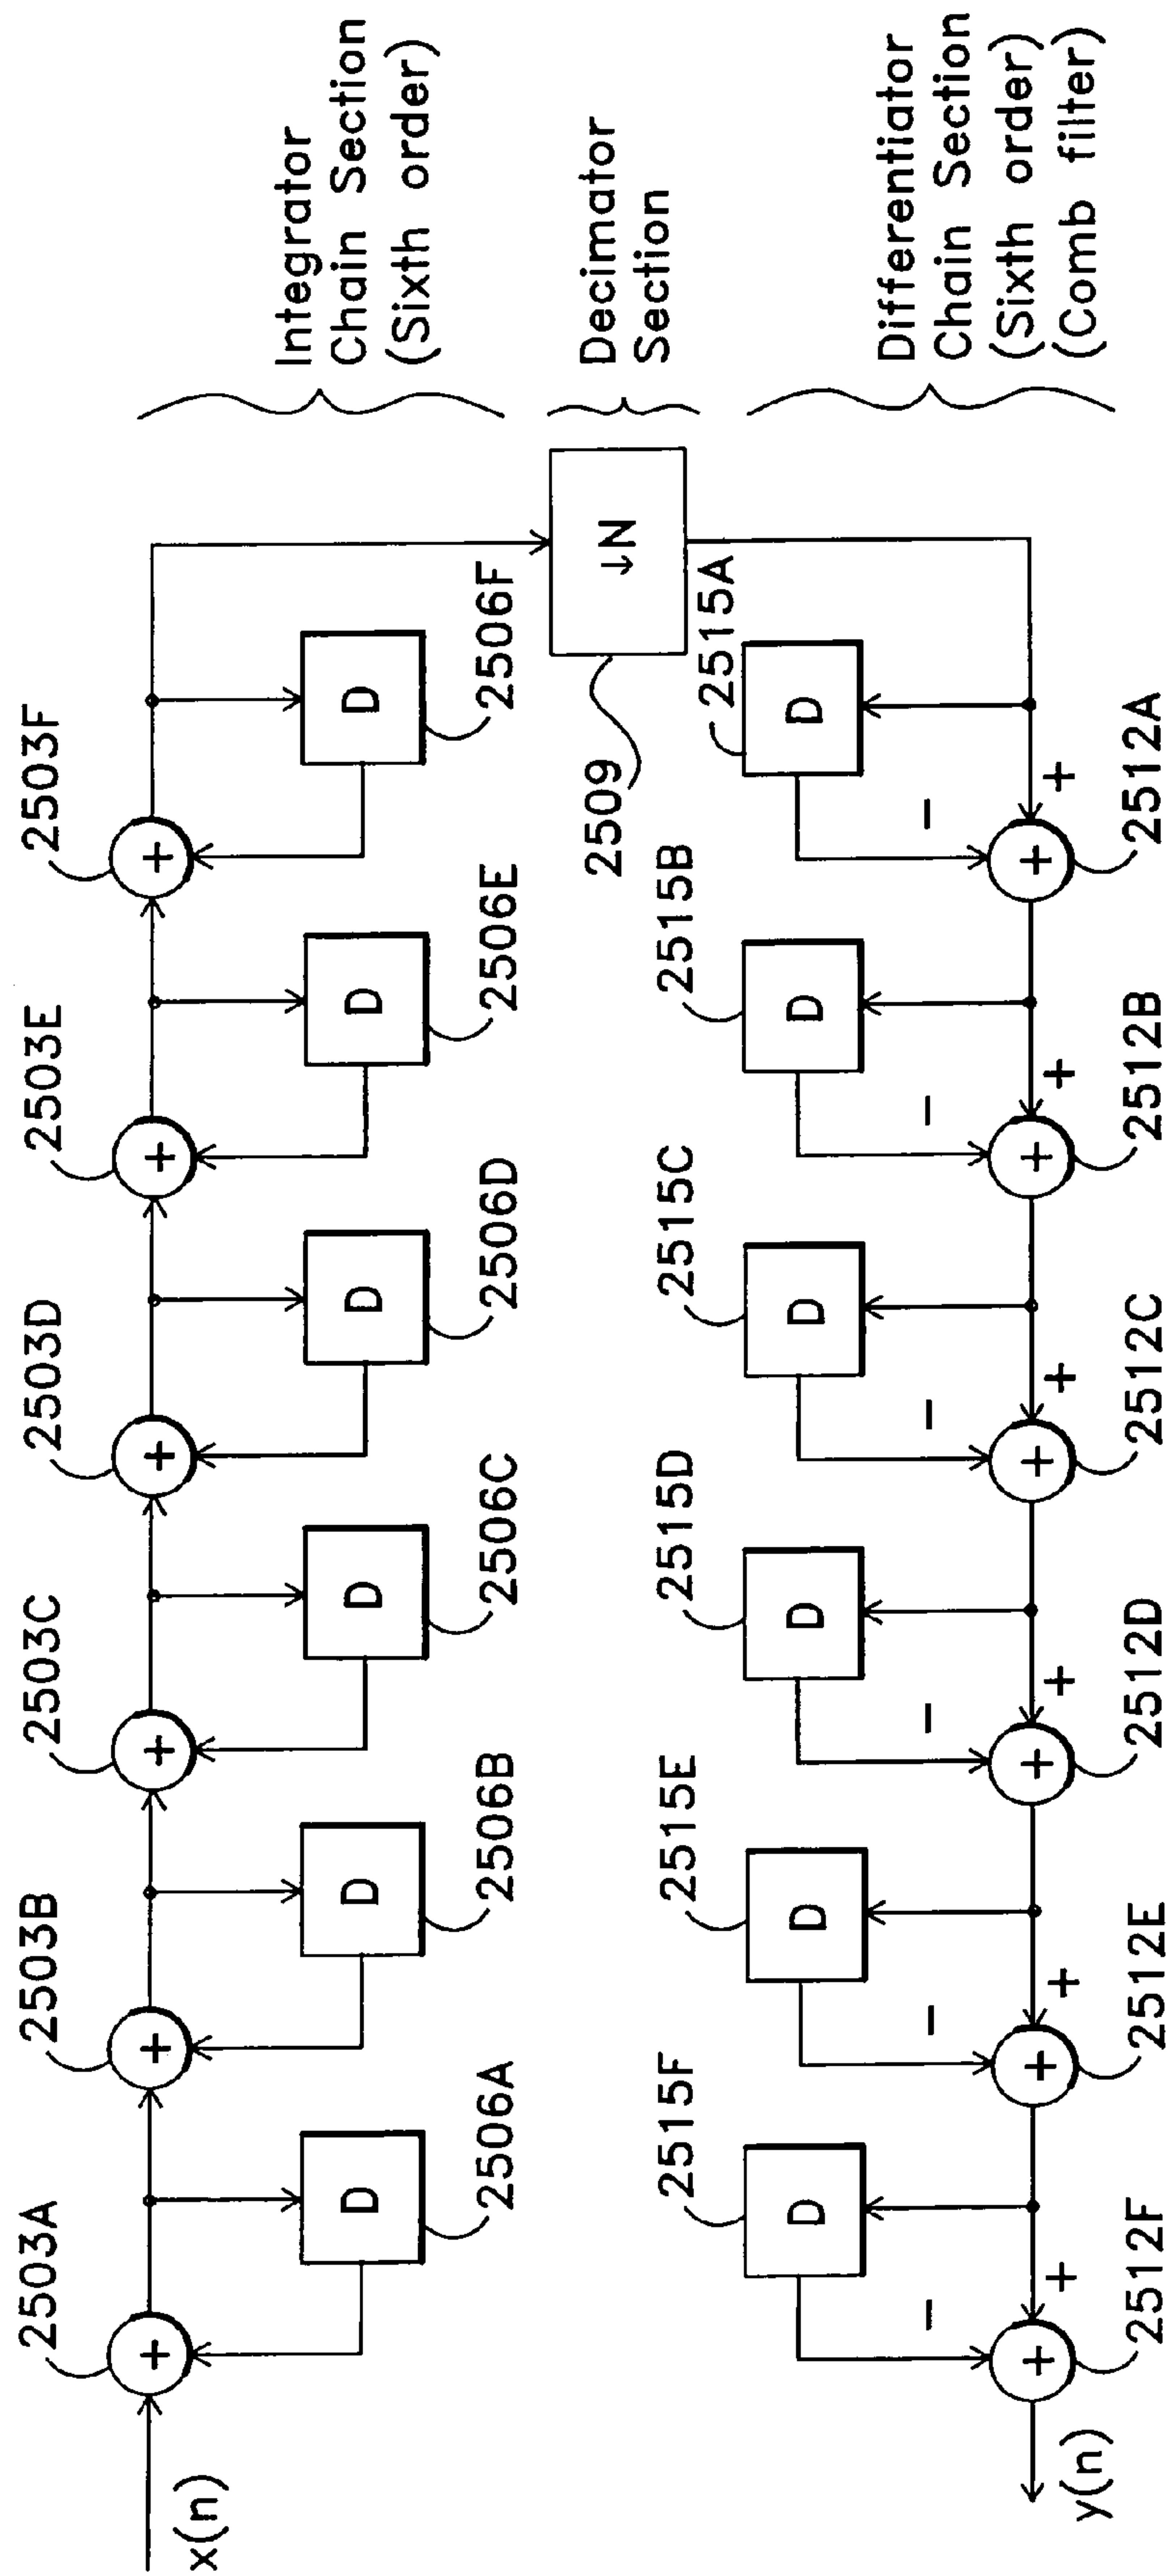 2503A 2503B 2503C 2503D 2503E 2503F
+ + + + + +
x(n)
D D D D D D
2506A 2506B 2506C 2506D 2506E 2506F
Integrator
Chain Section
(Sixth order)
2509
↓N
Decimator
Section
2515F 2515E 2515D 2515C 2515B 2515A
D D D D D D
− − − − − −
+ + + + + +
+ + + + + +
y(n)
2512F 2512E 2512D 2512C 2512B 2512A
Differentiator
Chain Section
(Sixth order)
(Comb filter)